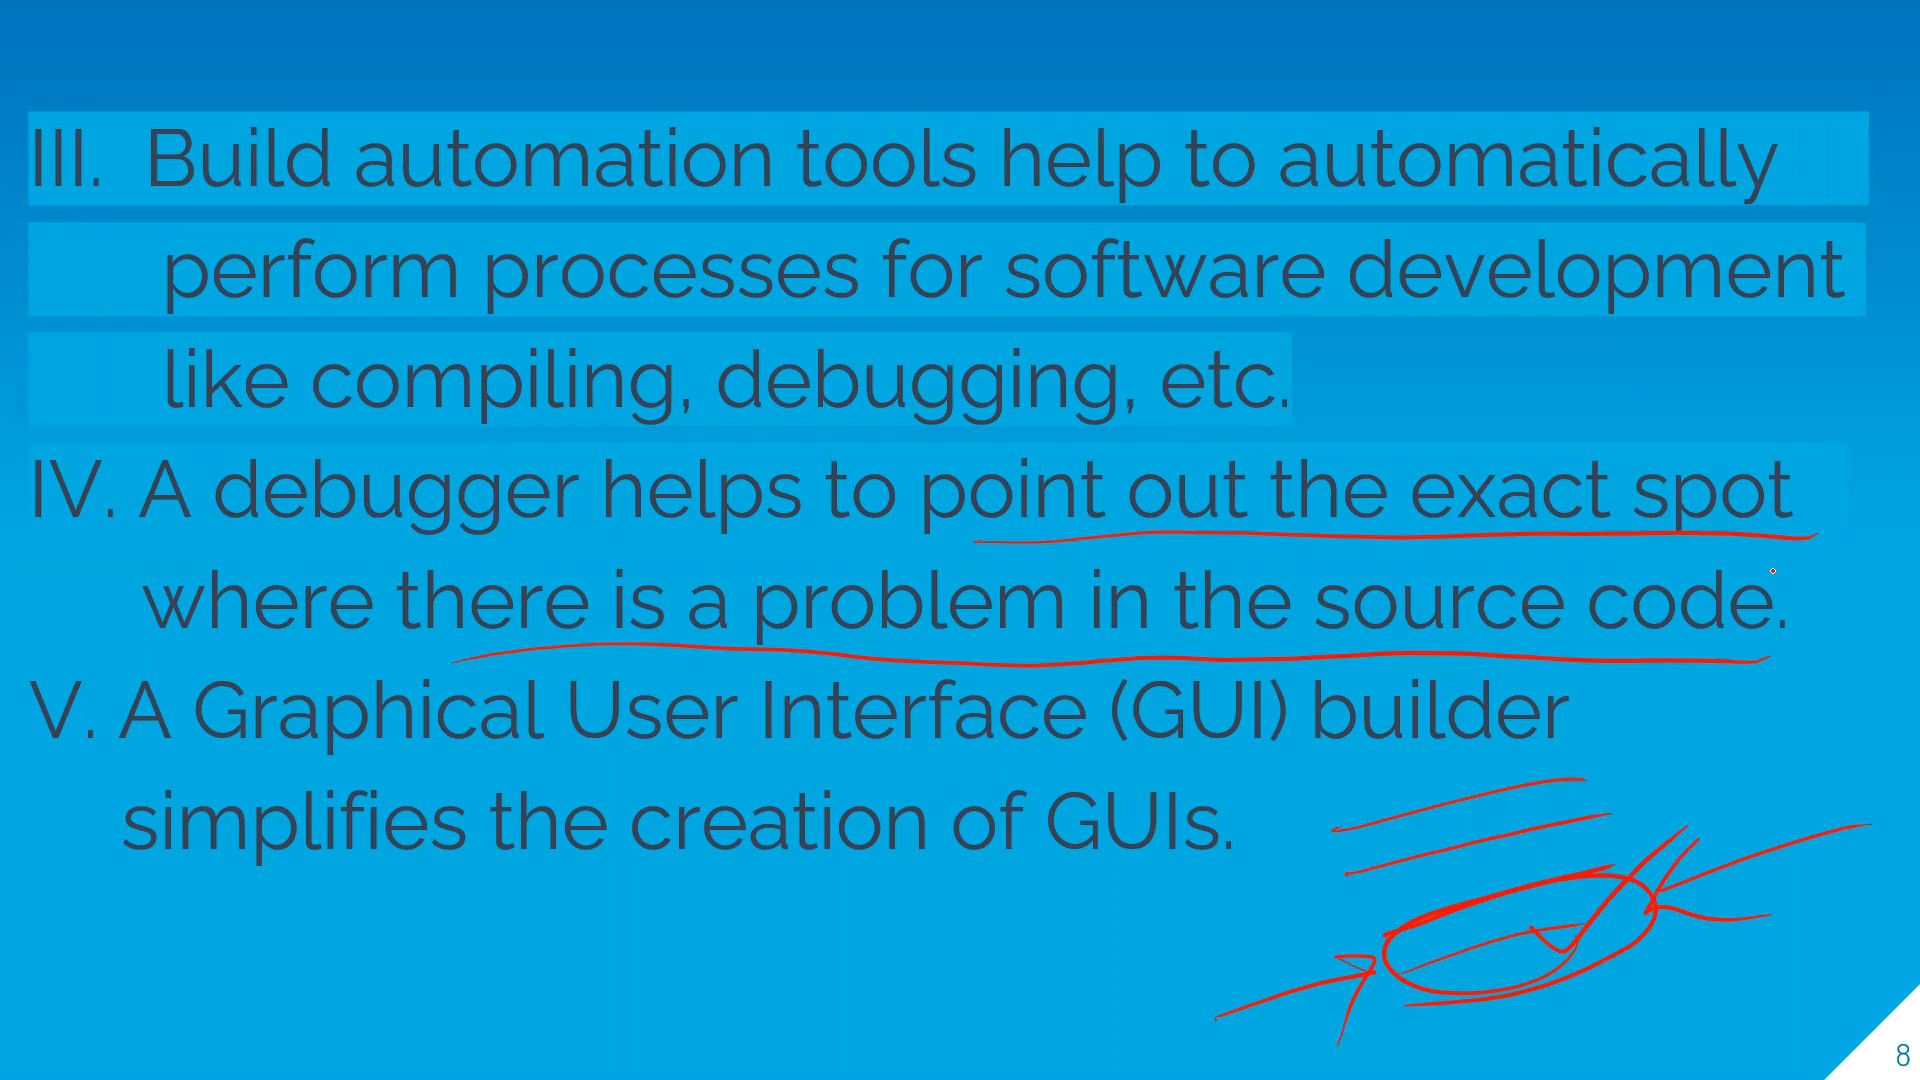 III. Build automation tools help to automatically
perform processes for software development
like compiling, debugging, etc.
IV. A debugger helps to point out the exact spot
where there is a problem in the source code.
V. A Graphical User Interface (GUI) builder
simplifies the creation of GUIs.
8